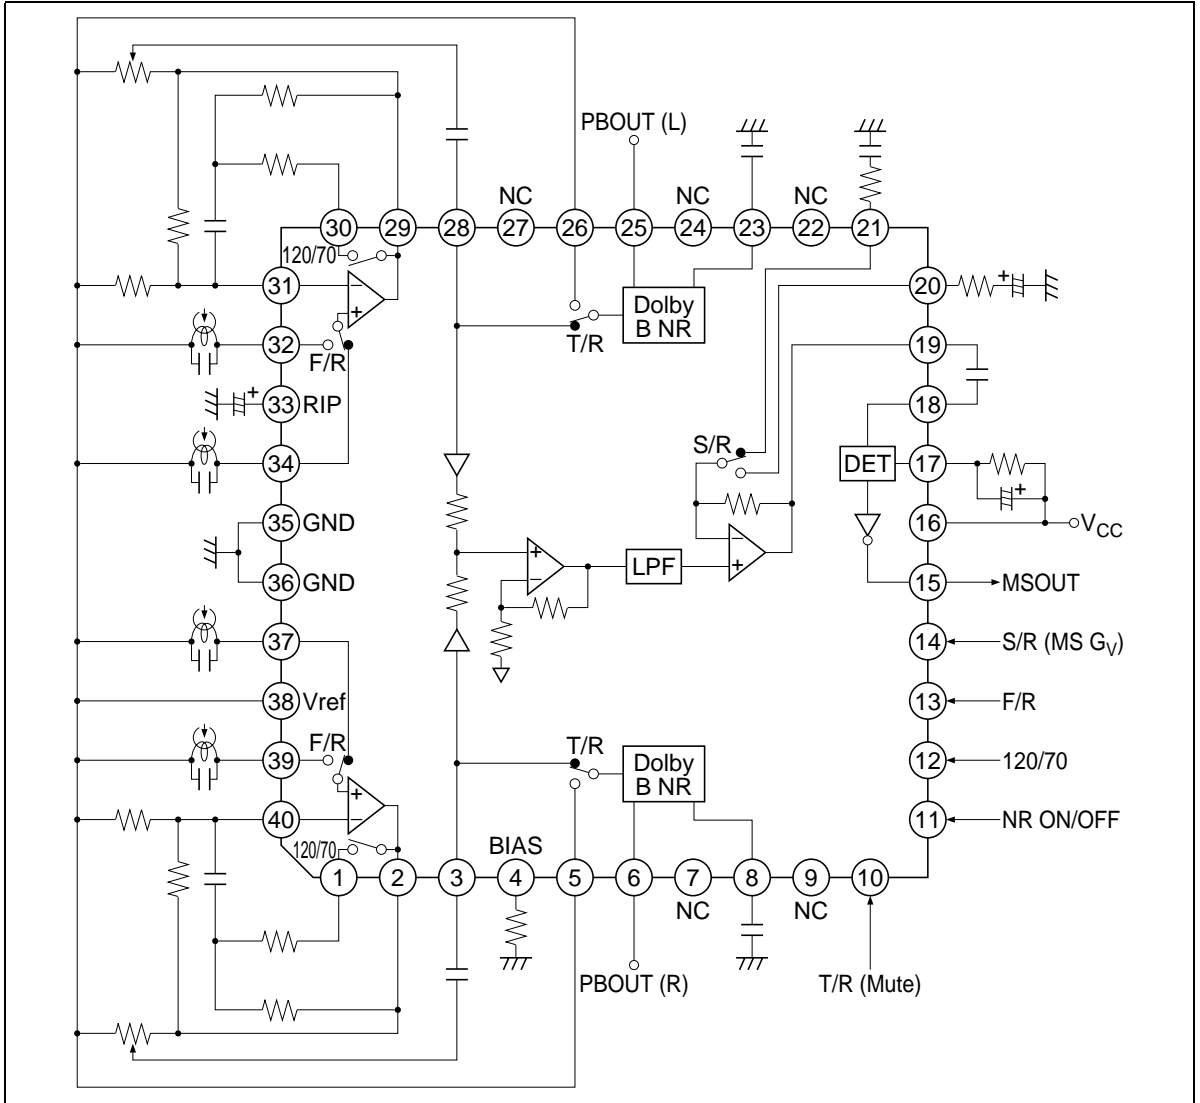 PBOUT (L)
NC
NC
NC
30
29
28
27
26
25
24
23
22
21
120/70
31
20
Dolby
B NR
+
−
+
T/R
32
F/R
19
33
RIP
+
18
34
S/R
DET
17
+
35
GND
16
VCC
+
−
LPF
−
+
36
GND
15
MSOUT
37
14
S/R (MS GV)
38
Vref
13
F/R
39
F/R
T/R
Dolby
B NR
12
120/70
+
−
40
11
NR ON/OFF
120/70
BIAS
1
2
3
4
5
6
7
8
9
10
NC
NC
PBOUT (R)
T/R (Mute)